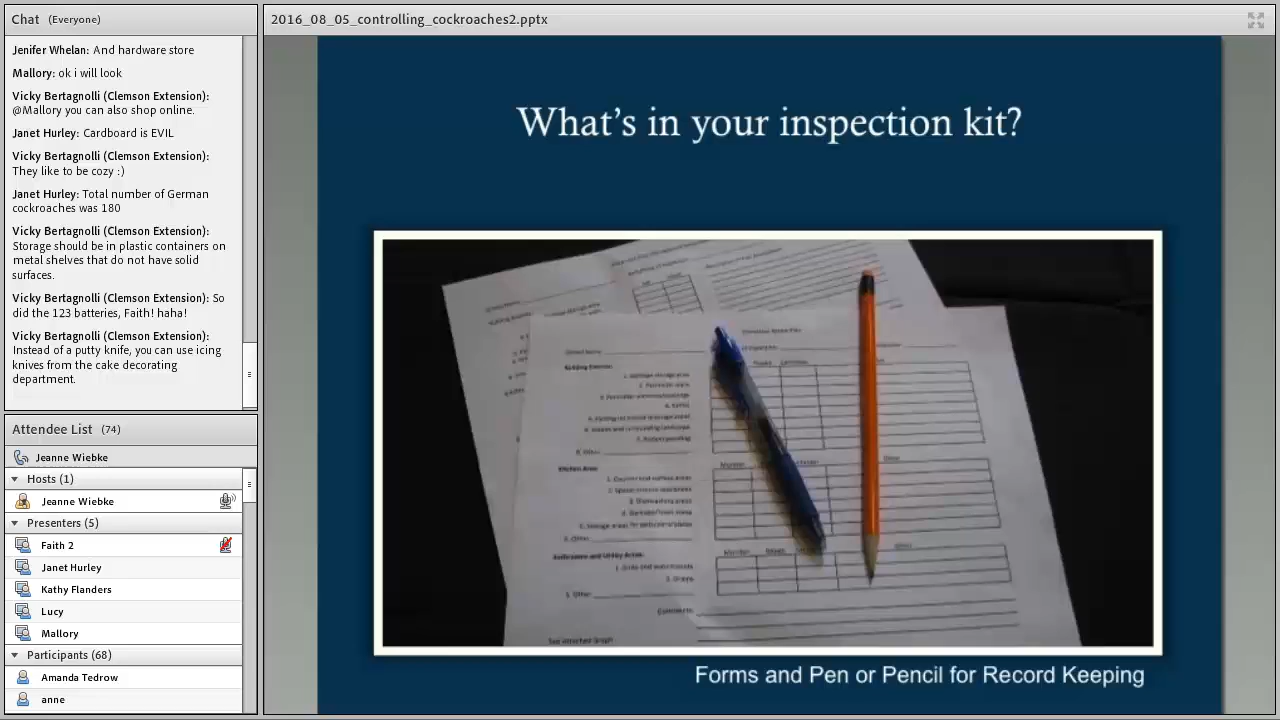 Chat (Everyone)
Jenifer Whelan: And hardware store
Mallory: ok i will look
Vicky Bertagnolli (Clemson Extension):
@Mallory you can also shop online.
Janet Hurley: Cardboard is EVIL
Vicky Bertagnolli (Clemson Extension):
They like to be cozy :)
Janet Hurley: Total number of German
cockroaches was 180
Vicky Bertagnolli (Clemson Extension):
Storage should be in plastic containers on
metal shelves that do not have solid
surfaces.
Vicky Bertagnolli (Clemson Extension): So
did the 123 batteries, Faith! haha!
Vicky Bertagnolli (Clemson Extension):
Instead of a putty knife, you can use icing
knives from the cake decorating
department.
Attendee List (74)
Jeanne Wiebke
Hosts (1)
Jeanne Wiebke
Presenters (5)
Faith 2
Janet Hurley
Kathy Flanders
Lucy
Mallory
Participants (68)
Amanda Tedrow
anne
2016_08_05_controlling_cockroaches2.pptx
What's in your inspection kit?
Kitchen Area:
Other:
Comments:
Forms and Pen or Pencil for Record Keeping